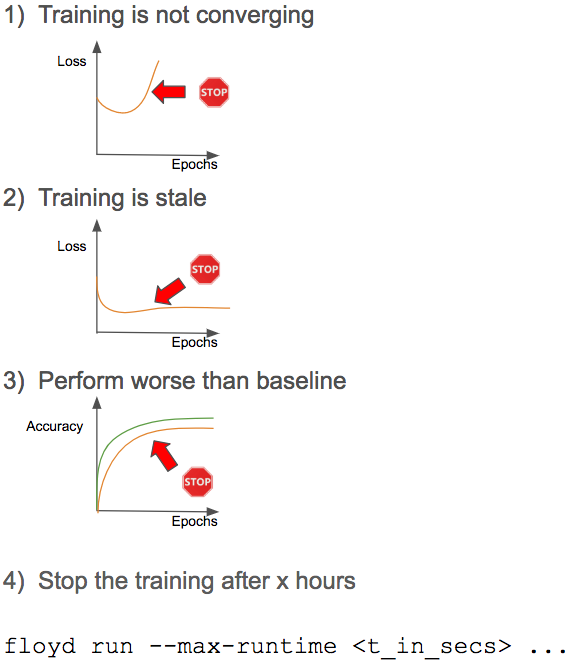 1) Training is not converging
Loss
STOP
Epochs
2) Training is stale
Loss
STOP
Epochs
3) Perform worse than baseline
Accuracy
STOP
Epochs
4) Stop the training after x hours
floyd run --max-runtime <t_in_secs> ...